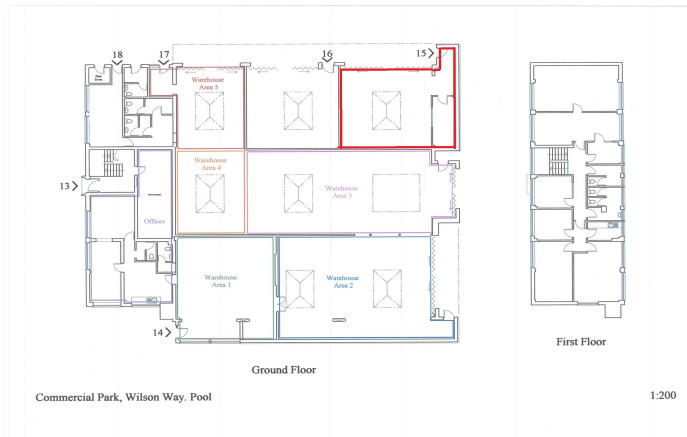 18
17
16
15
Warehouse
Area 5
Warehouse
Area 4
Warehouse
Area 3
13
Offices
Warehouse
Area 1
Warehouse
Area 2
14
Ground Floor
First Floor
Commercial Park, Wilson Way. Pool
1:200